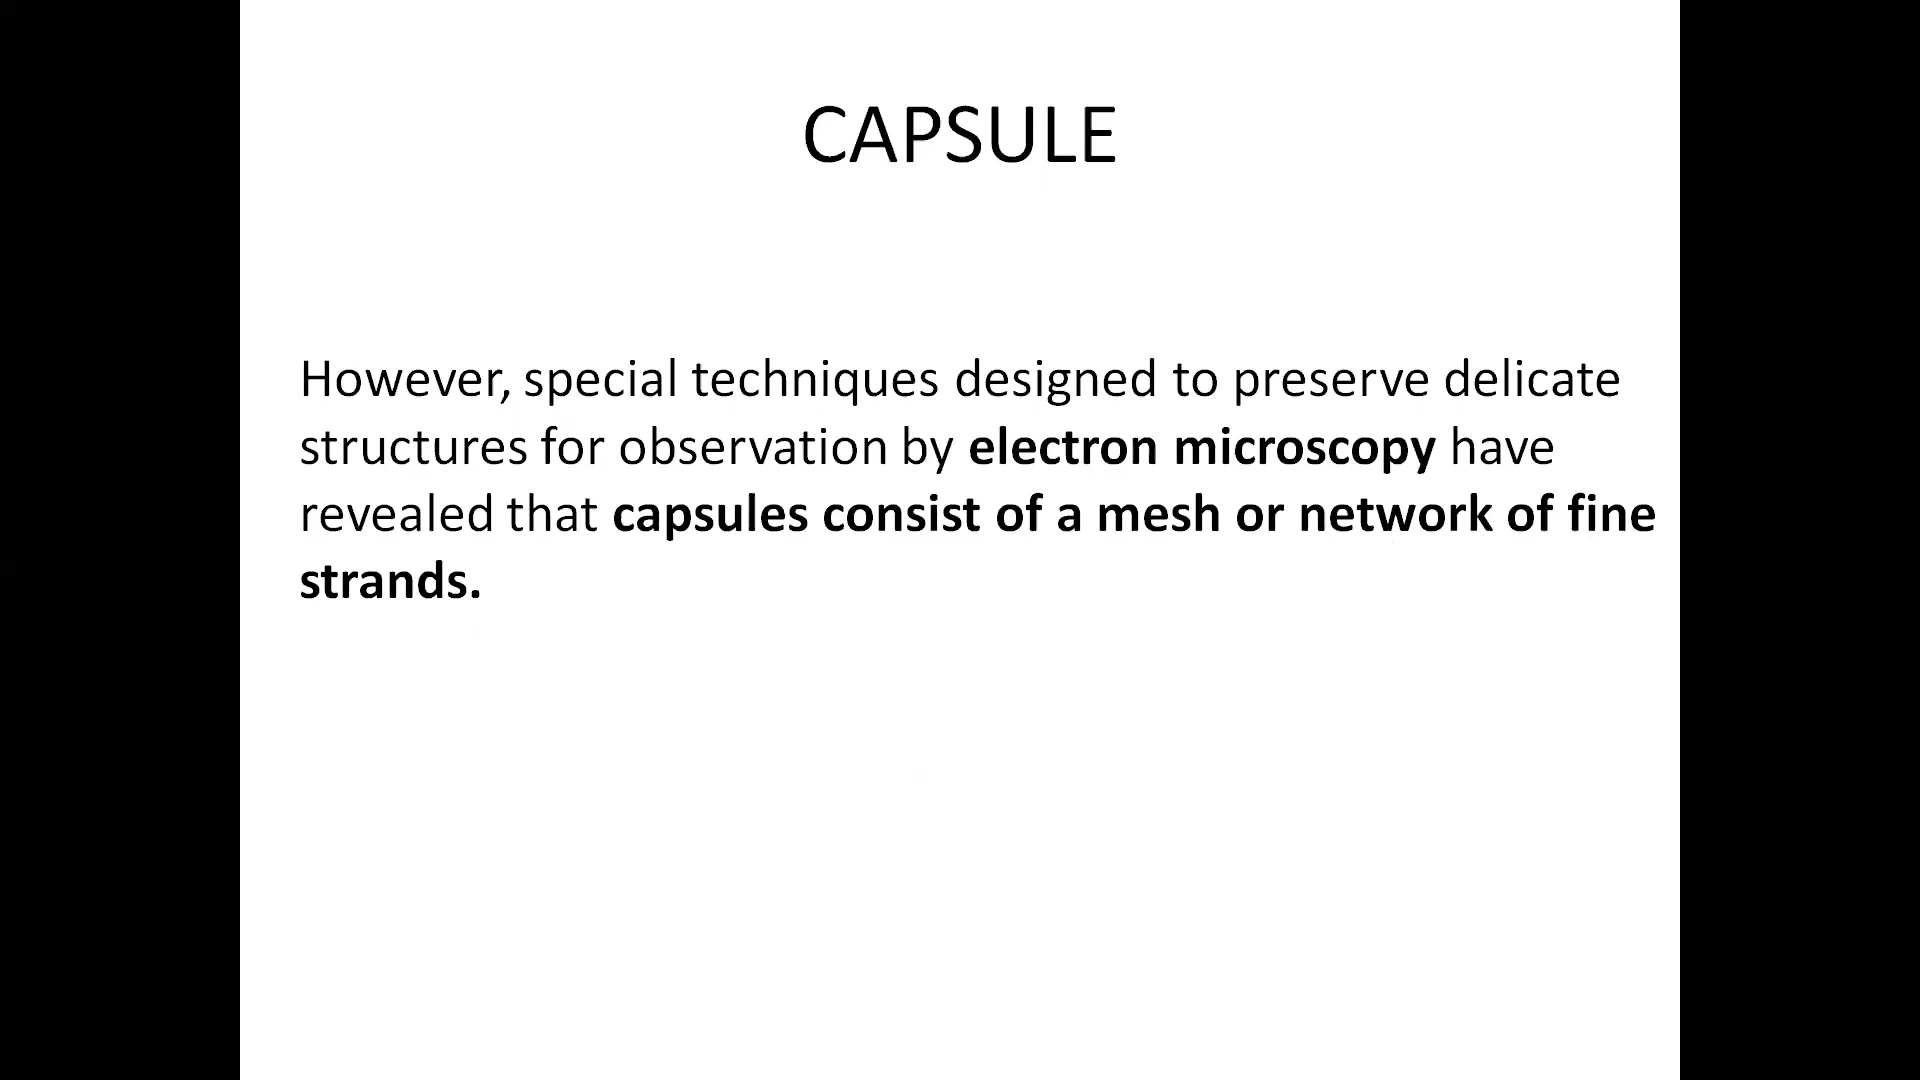 CAPSULE
However, special techniques designed to preserve delicate
structures for observation by electron microscopy have
revealed that capsules consist of a mesh or network of fine
strands.